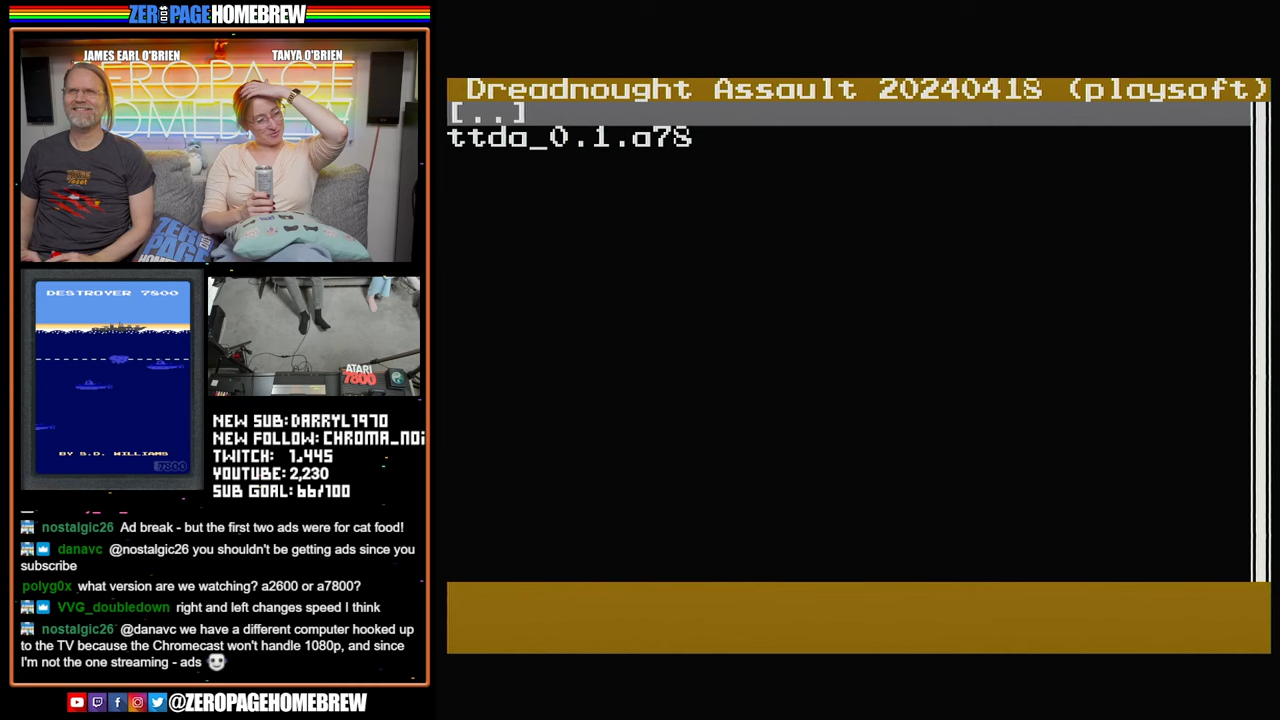 ZEROPAGE HOMEBREW
JAMES EARL O'BRIEN
TANYA O'BRIEN
ZEROPAGE
HOMEBREW
ZERO
PAGE
DESTROYER 7800
BY S.D. WILLIAMS
7800
ATARI
7800
NEW SUB: DARRYL1970
NEW FOLLOW: CHROMA_NOI
TWITCH: 1,445
YOUTUBE: 2,230
SUB GOAL: 66/100
nostalgic26 Ad break - but the first two ads were for cat food!
danavc @nostalgic26 you shouldn't be getting ads since you
subscribe
polyg0x what version are we watching? a2600 or a7800?
VVG_doubledown right and left changes speed I think
nostalgic26 @danavc we have a different computer hooked up
to the TV because the Chromecast won't handle 1080p, and since
I'm not the one streaming - ads
@ZEROPAGEHOMEBREW
Dreadnought Assault 20240418 (playsoft)
[..]
ttda_0.1.a78